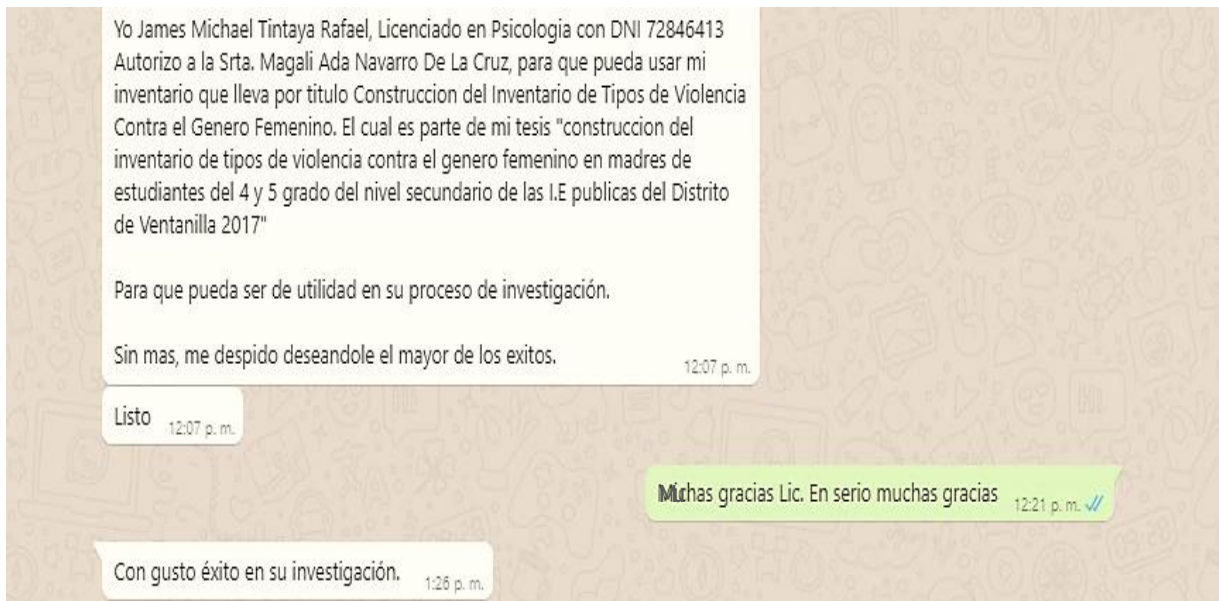 Yo James Michael Tintaya Rafael, Licenciado en Psicologia con DNI 72846413
Autorizo a la Srta. Magali Ada Navarro De La Cruz, para que pueda usar mi
inventario que lleva por titulo Construccion del Inventario de Tipos de Violencia
Contra el Genero Femenino. El cual es parte de mi tesis "construccion del
inventario de tipos de violencia contra el genero femenino en madres de
estudiantes del 4 y 5 grado del nivel secundario de las I.E publicas del Distrito
de Ventanilla 2017"
Para que pueda ser de utilidad en su proceso de investigación.
Sin mas, me despido deseandole el mayor de los exitos.
12:07 p. m.
Listo 12:07 p. m.
gracias Lic. En serio muchas gracias 12:21 p. m.
Con gusto éxito en su investigación. 1:26 p. m.